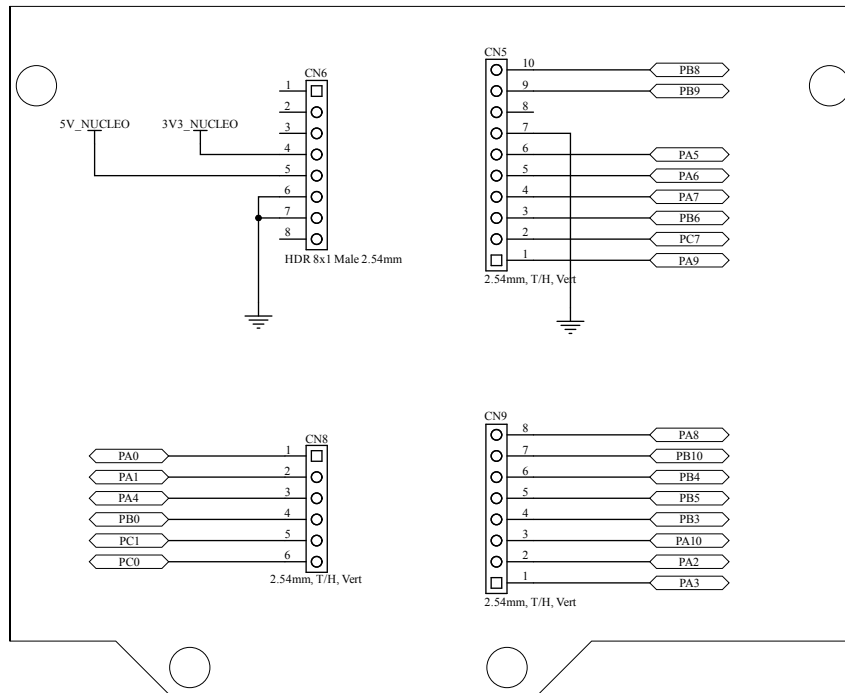 CN6
1
2
3
4
5
6
7
8
5V_NUCLEO
3V3_NUCLEO
HDR 8x1 Male 2.54mm
CN5
10 PB8
9 PB9
8
7
6 PA5
5 PA6
4 PA7
3 PB6
2 PC7
1 PA9
2.54mm, T/H, Vert
CN8
PA0 1
PA1 2
PA4 3
PB0 4
PC1 5
PC0 6
2.54mm, T/H, Vert
CN9
8 PA8
7 PB10
6 PB4
5 PB5
4 PB3
3 PA10
2 PA2
1 PA3
2.54mm, T/H, Vert